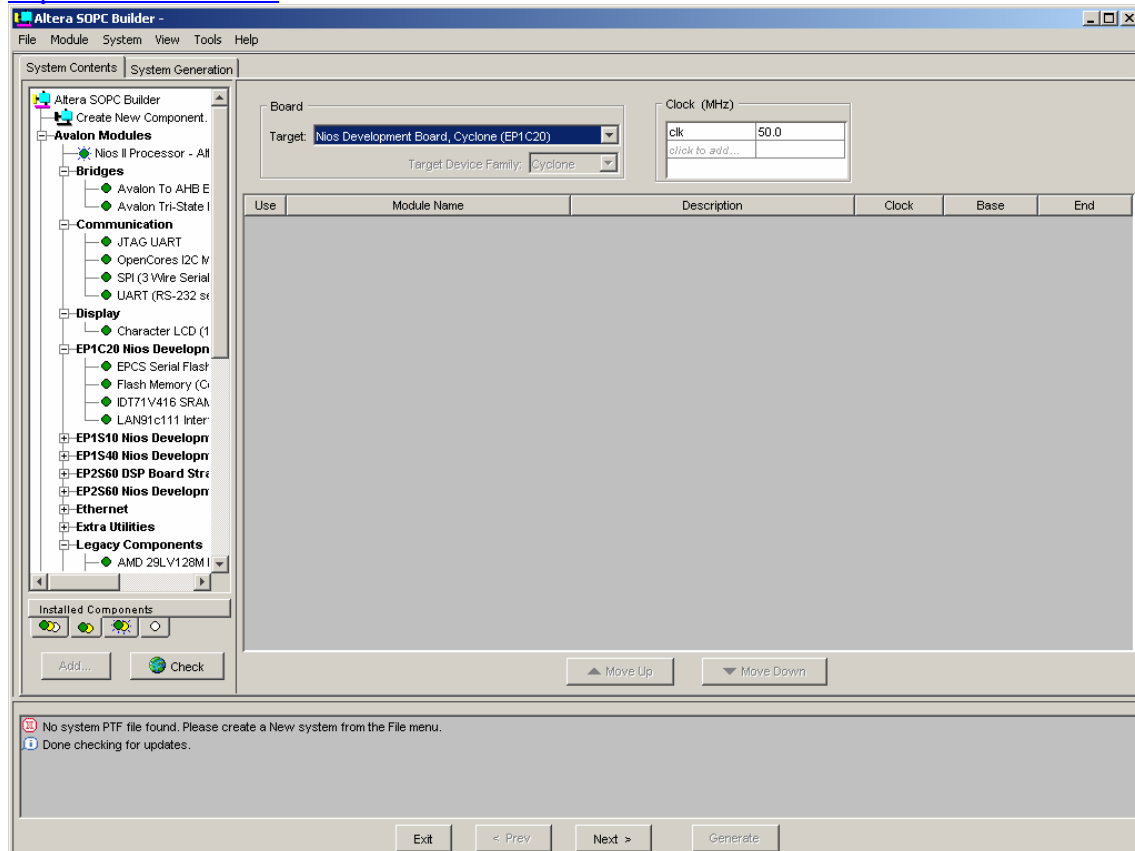 Altera SOPC Builder -
File Module System View Tools Help
System Contents System Generation
Altera SOPC Builder
Create New Component.
Avalon Modules
Nios II Processor - Alt
Bridges
Avalon To AHB
Avalon Tri-State
Communication
JTAG UART
OpenCores I2C
SPI (3 Wire Serial
UART (RS-232
Display
Character LCD (1
EP1C20 Nios Developm
EPCS Serial Flash
Flash Memory
IDT71V416
LAN91c111 Inter
EP1S10 Nios Developm
EP1S40 Nios Developm
EP2S60 DSP Board Stra
EP2S60 Nios Developm
Ethernet
Extra Utilities
Legacy Components
AMD 29LV128M
Installed Components
Add... Check
Board
Target: Nios Development Board, Cyclone (EP1C20)
Target Device Family: Cyclone
Clock (MHz)
clk 50.0
click to add...
Use Module Name Description Clock Base End
Move Up Move Down
No system PTF file found. Please create a New system from the File menu.
Done checking for updates.
Exit < Prev Next > Generate